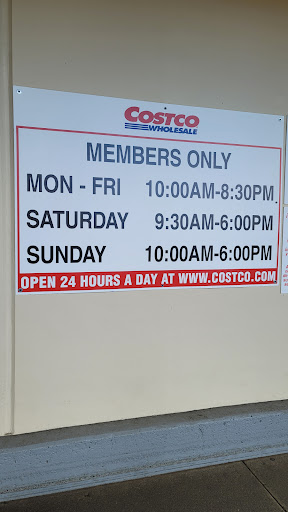 COSTCO
WHOLESALE
MEMBERS ONLY
MON - FRI 10:00AM-8:30PM
SATURDAY 9:30AM-6:00PM
SUNDAY 10:00AM-6:00PM
OPEN 24 HOURS A DAY AT WWW.COSTCO.COM